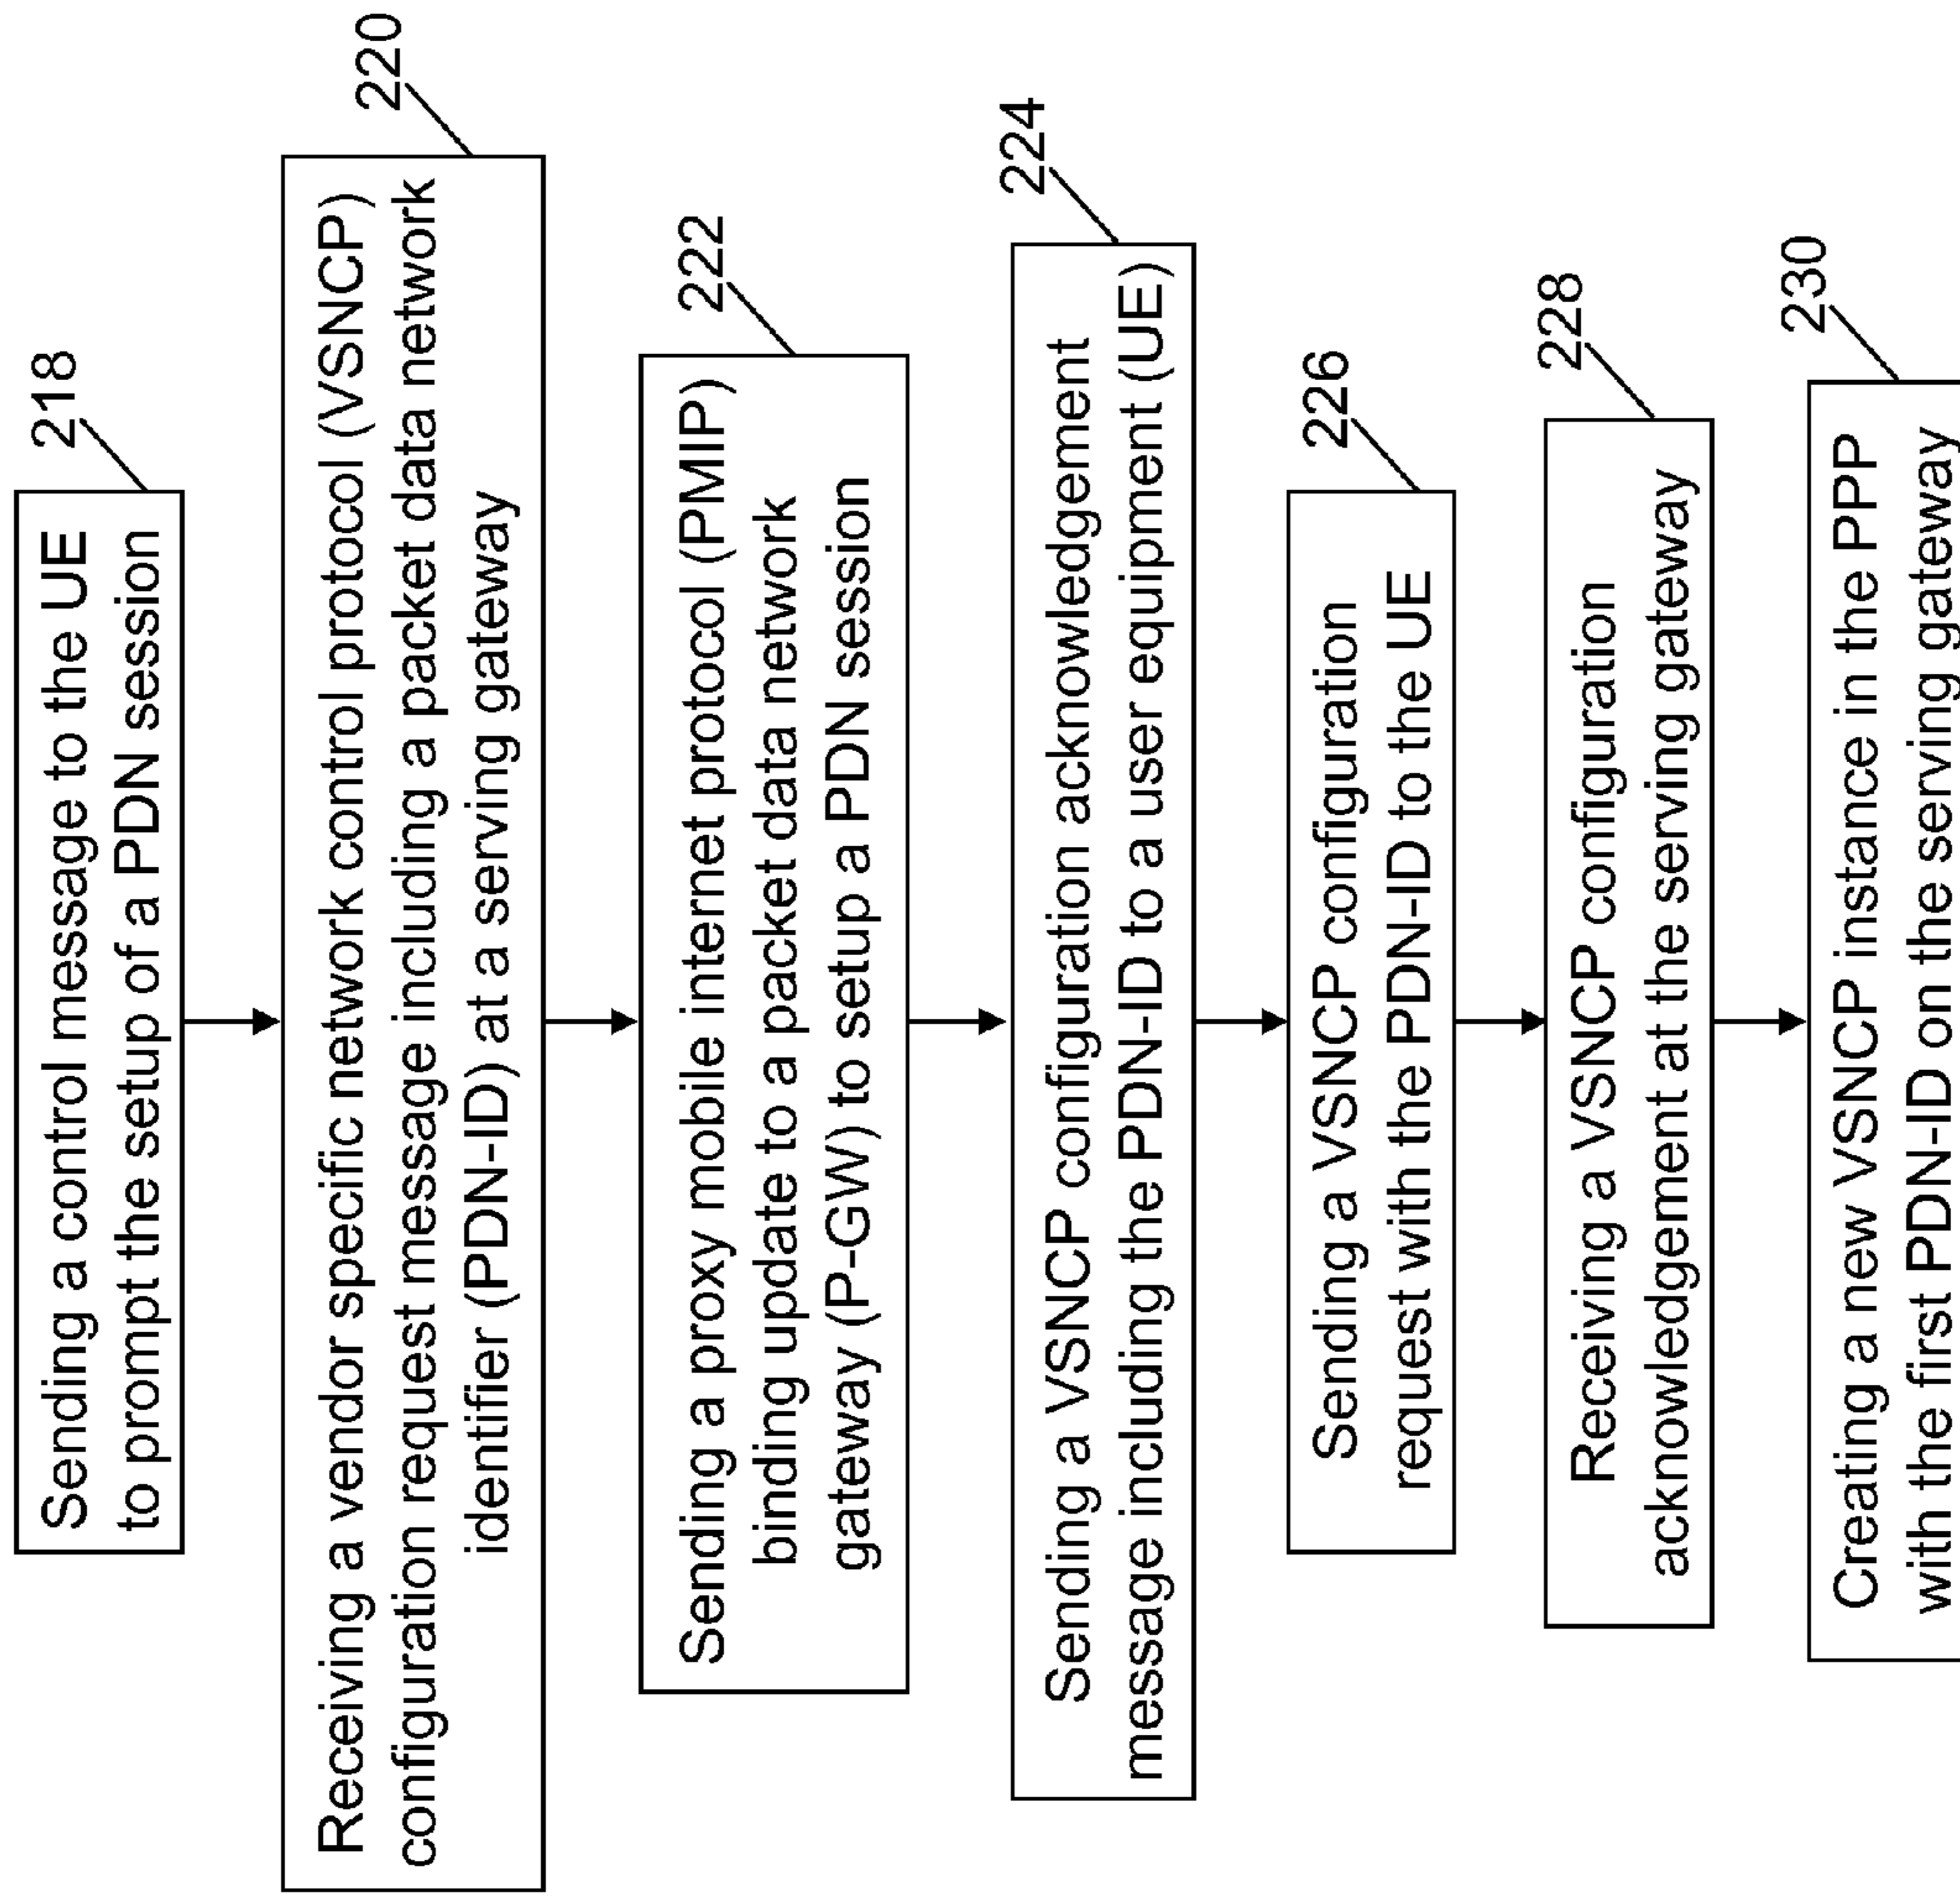 Sending a control message to the UE
to prompt the setup of a PDN session
218
Receiving a vendor specific network control protocol (VSNCP)
configuration request message including a packet data network
identifier (PDN-ID) at a serving gateway
220
Sending a proxy mobile internet protocol (PMIP)
binding update to a packet data network
gateway (P-GW) to setup a PDN session
222
Sending a VSNCP configuration acknowledgement
message including the PDN-ID to a user equipment (UE)
224
Sending a VSNCP configuration
request with the PDN-ID to the UE
226
Receiving a VSNCP configuration
acknowledgement at the serving gateway
228
Creating a new VSNCP instance in the PPP
with the first PDN-ID on the serving gateway
230